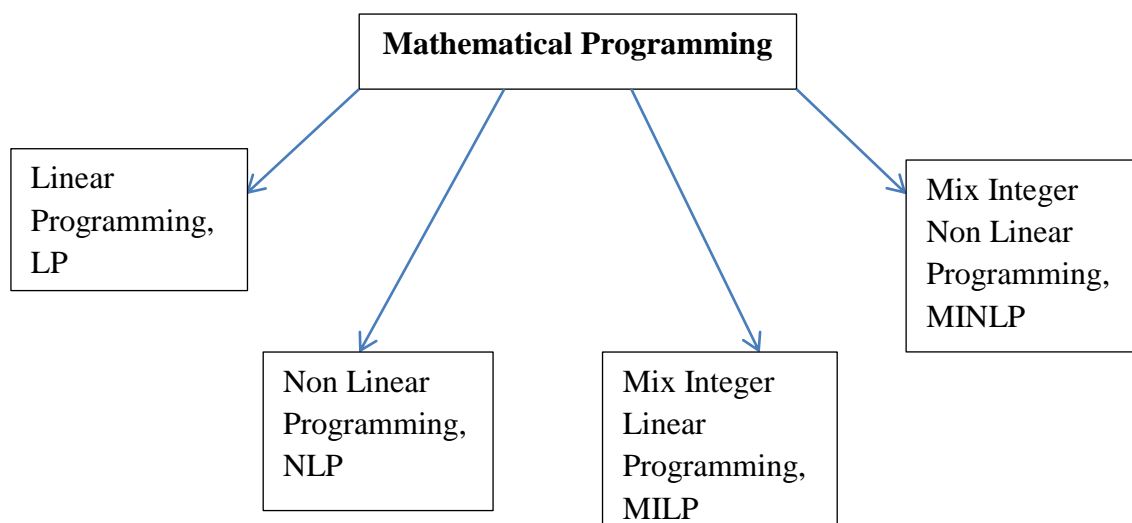 Mathematical Programming
Linear
Programming,
LP
Mix Integer
Non Linear
Programming,
MINLP
Non Linear
Programming,
NLP
Mix Integer
Linear
Programming,
MILP